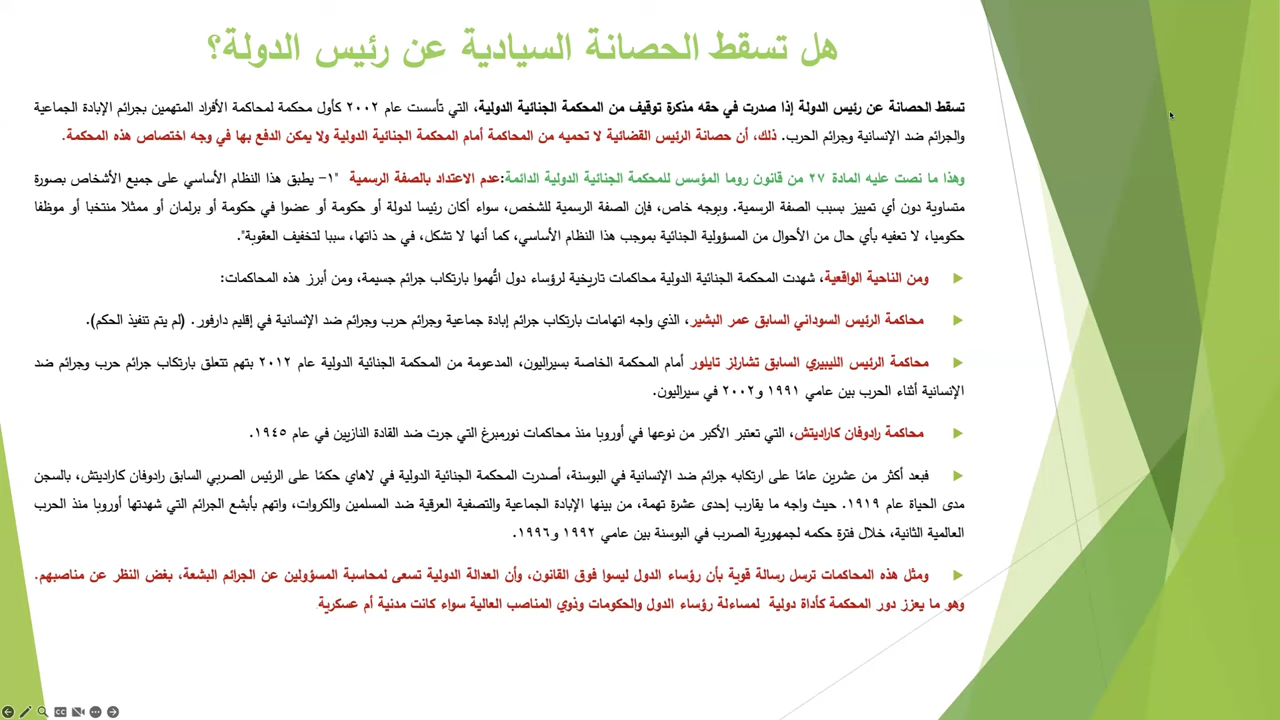 هل تسقط الحصانة السيادية عن رئيس الدولة؟
تسقط الحصانة عن رئيس الدولة إذا صدرت في حقه مذكرة توقيف من المحكمة الجنائية الدولية، التي تأسست عام ٢٠٠٢ كأول محكمة لمحاكمة الأفراد المتهمين بجرائم الإبادة الجماعية
والجرائم ضد الإنسانية وجرائم الحرب. ذلك، أن حصانة الرئيس القضائية لا تحميه من المحاكمة أمام المحكمة الجنائية الدولية ولا يمكن الدفع بها في وجه اختصاص هذه المحكمة.
وهذا ما نصت عليه المادة ٢٧ من قانون روما المؤسس للمحكمة الجنائية الدولية الدائمة:عدم الاعتداد بالصفة الرسمية "١- يطبق هذا النظام الأساسي على جميع الأشخاص بصورة
متساوية دون أي تمييز بسبب الصفة الرسمية. وبوجه خاص، فإن الصفة الرسمية للشخص، سواء أكان رئيسا لدولة أو حكومة أو عضوا في حكومة أو برلمان أو ممثلا منتخبا أو موظفا
حكوميا، لا تعفيه بأي حال من الأحوال من المسؤولية الجنائية بموجب هذا النظام الأساسي، كما أنها لا تشكل، في حد ذاتها، سببا لتخفيف العقوبة".
ومن الناحية الواقعية، شهدت المحكمة الجنائية الدولية محاكمات تاريخية لرؤساء دول اتُّهموا بارتكاب جرائم جسيمة، ومن أبرز هذه المحاكمات:
محاكمة الرئيس السوداني السابق عمر البشير، الذي واجه اتهامات بارتكاب جرائم إبادة جماعية وجرائم حرب وجرائم ضد الإنسانية في إقليم دارفور. (لم يتم تنفيذ الحكم).
محاكمة الرئيس الليبيري السابق تشارلز تايلور أمام المحكمة الخاصة بسيراليون، المدعومة من المحكمة الجنائية الدولية عام ٢٠١٢ بتهم تتعلق بارتكاب جرائم حرب وجرائم ضد
الإنسانية أثناء الحرب بين عامي ١٩٩١ و٢٠٠٢ في سيراليون.
محاكمة رادوفان كاراديتش، التي تعتبر الأكبر من نوعها في أوروبا منذ محاكمات نورمبرغ التي جرت ضد القادة النازيين في عام ١٩٤٥.
فبعد أكثر من عشرين عامًا على ارتكابه جرائم ضد الإنسانية في البوسنة، أصدرت المحكمة الجنائية الدولية في لاهاي حكمًا على الرئيس الصربي السابق رادوفان كاراديتش، بالسجن
مدى الحياة عام ١٩١٩. حيث واجه ما يقارب إحدى عشرة تهمة، من بينها الإبادة الجماعية والتصفية العرقية ضد المسلمين والكروات، واتهم بأبشع الجرائم التي شهدتها أوروبا منذ الحرب
العالمية الثانية، خلال فترة حكمه لجمهورية الصرب في البوسنة بين عامي ١٩٩٢ و١٩٩٦.
ومثل هذه المحاكمات ترسل رسالة قوية بأن رؤساء الدول ليسوا فوق القانون، وأن العدالة الدولية تسعى لمحاسبة المسؤولين عن الجرائم البشعة، بغض النظر عن مناصبهم.
وهو ما يعزز دور المحكمة كأداة دولية لمساءلة رؤساء الدول والحكومات وذوي المناصب العالية سواء كانت مدنية أم عسكرية